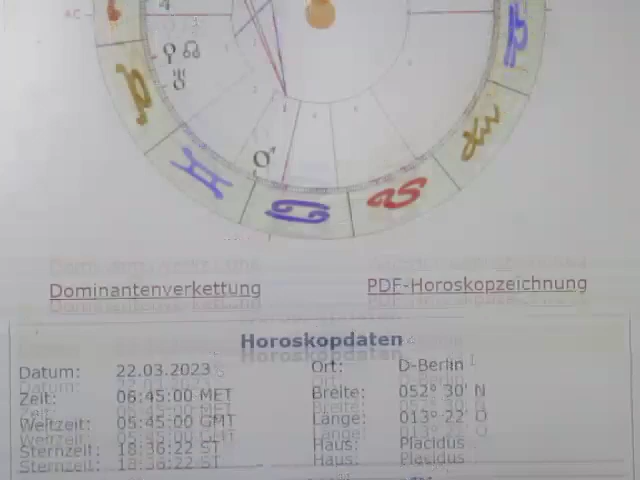 AC
Dominantenverkettung PDF-Horoskopzeichnung
Horoskopdaten
Datum: 22.03.2023 Ort: D-Berlin
Zeit: 06:45:00 MET Breite: 052° 30' N
Weltzeit: 05:45:00 GMT Länge: 013° 22' O
Sternzeit: 18:36:22 ST Haus: Placidus